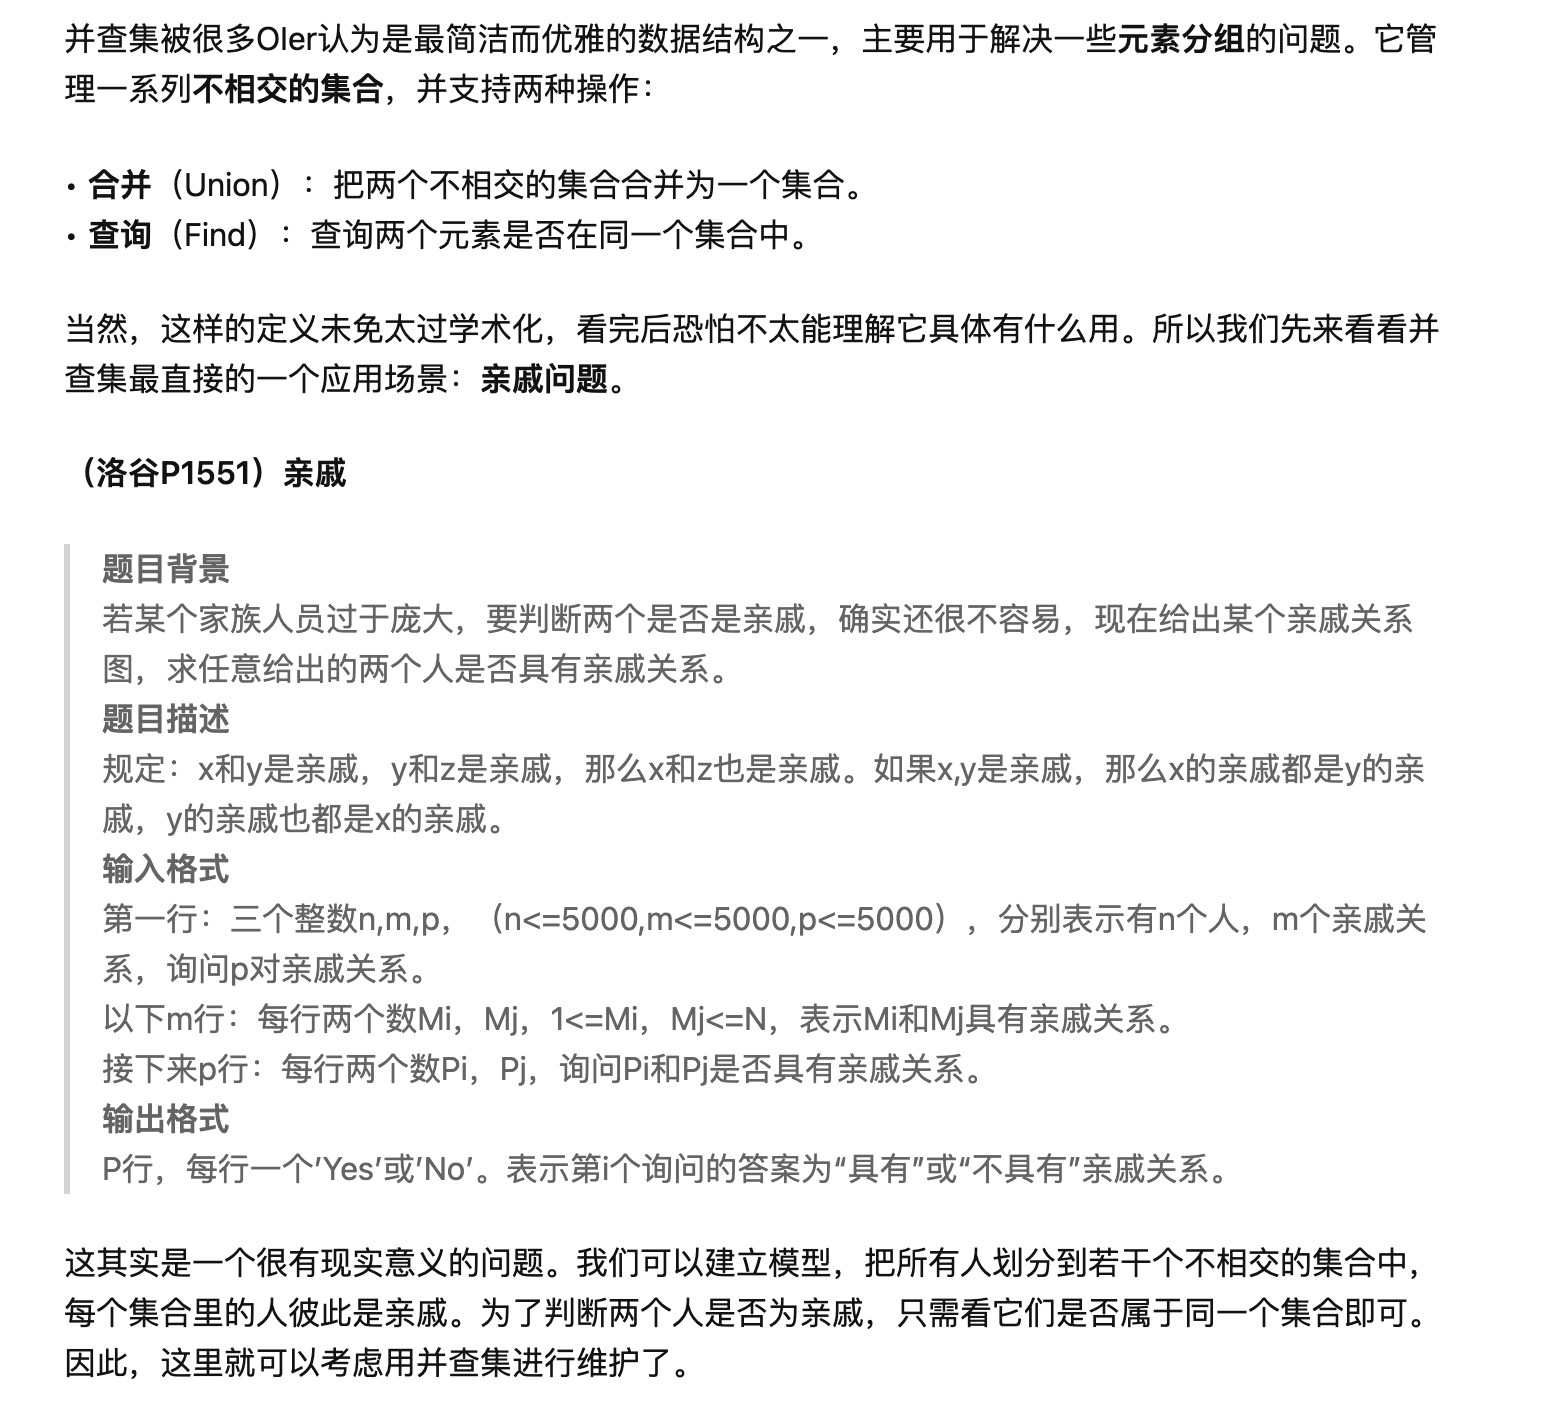 并查集被很多OIer认为是最简洁而优雅的数据结构之一，主要用于解决一些元素分组的问题。它管
理一系列不相交的集合，并支持两种操作：
• 合并（Union）：把两个不相交的集合合并为一个集合。
• 查询（Find）：查询两个元素是否在同一个集合中。
当然，这样的定义未免太过学术化，看完后恐怕不太能理解它具体有什么用。所以我们先来看看并
查集最直接的一个应用场景：亲戚问题。
（洛谷P1551）亲戚
题目背景
若某个家族人员过于庞大，要判断两个是否是亲戚，确实还很不容易，现在给出某个亲戚关系
图，求任意给出的两个人是否具有亲戚关系。
题目描述
规定：x和y是亲戚，y和z是亲戚，那么x和z也是亲戚。如果x,y是亲戚，那么x的亲戚都是y的亲
戚，y的亲戚也都是x的亲戚。
输入格式
第一行：三个整数n,m,p，（n<=5000,m<=5000,p<=5000），分别表示有n个人，m个亲戚关
系，询问p对亲戚关系。
以下m行：每行两个数Mi，Mj，1<=Mi，Mj<=N，表示Mi和Mj具有亲戚关系。
接下来p行：每行两个数Pi，Pj，询问Pi和Pj是否具有亲戚关系。
输出格式
P行，每行一个’Yes’或’No’。表示第i个询问的答案为“具有”或“不具有”亲戚关系。
这其实是一个很有现实意义的问题。我们可以建立模型，把所有人划分到若干个不相交的集合中，
每个集合里的人彼此是亲戚。为了判断两个人是否为亲戚，只需看它们是否属于同一个集合即可。
因此，这里就可以考虑用并查集进行维护了。